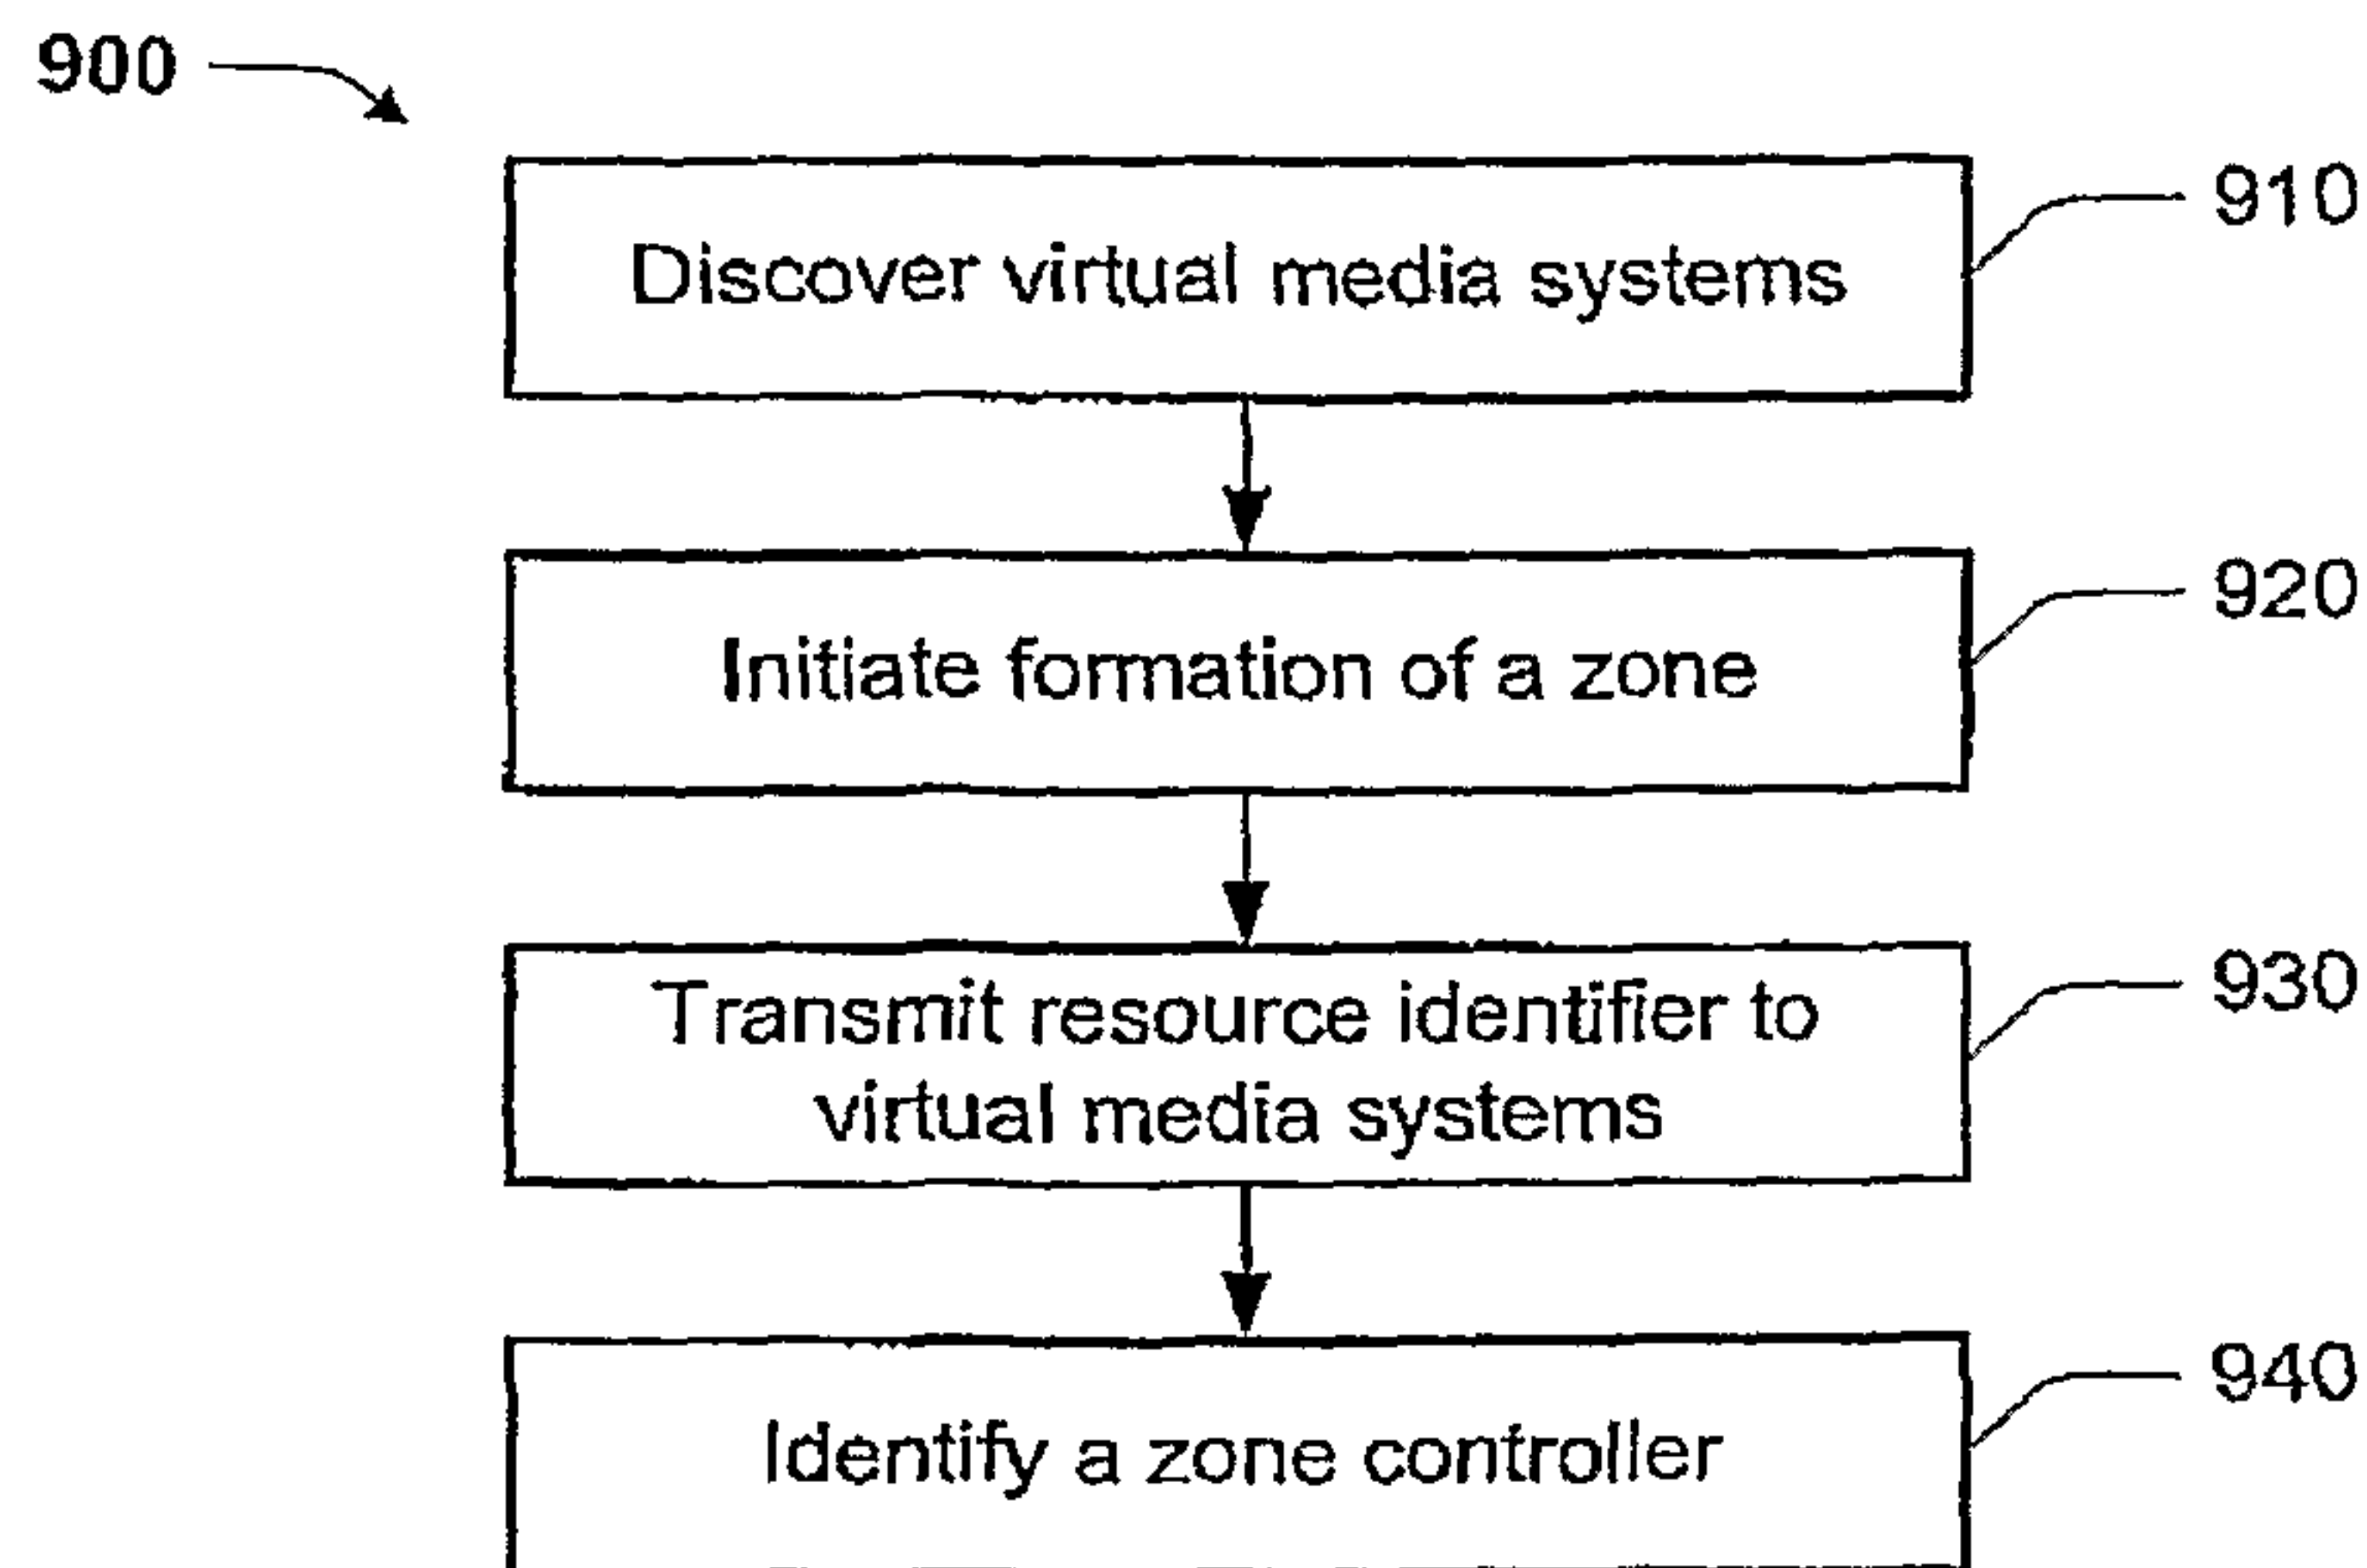 900
910
Discover virtual media systems
920
Initiate formation of a zone
930
Transmit resource identifier to
virtual media systems
940
Identify a zone controller